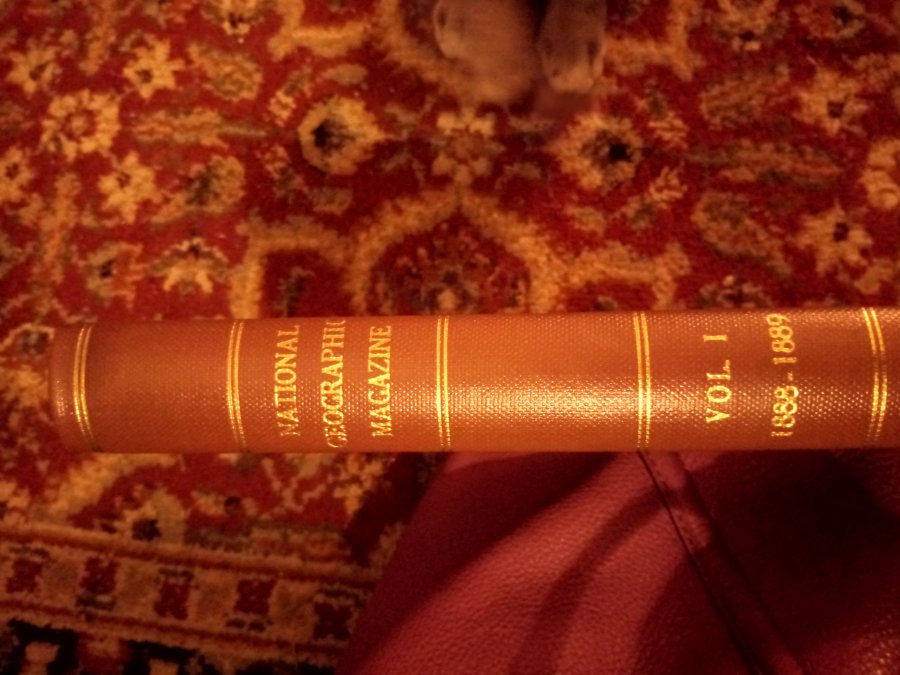 NATIONAL
GEOGRAPHIC
MAGAZINE
VOL. I
1888-1889